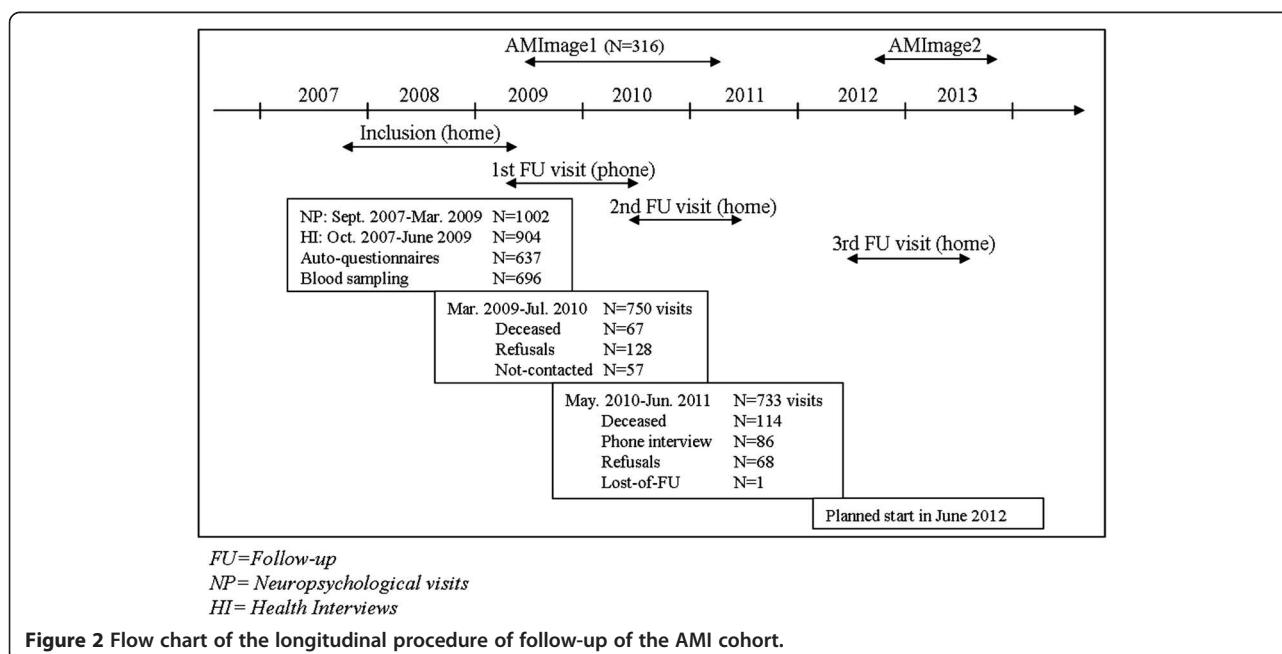 AMImage1 (N=316)
AMImage2
2007 2008 2009 2010 2011 2012 2013
Inclusion (home)
1st FU visit (phone)
2nd FU visit (home)
3rd FU visit (home)
NP: Sept. 2007-Mar. 2009 N=1002
HI: Oct. 2007-June 2009 N=904
Auto-questionnaires N=637
Blood sampling N=696
Mar. 2009-Jul. 2010 N=750 visits
Deceased N=67
Refusals N=128
Not-contacted N=57
May. 2010-Jun. 2011 N=733 visits
Deceased N=114
Phone interview N=86
Refusals N=68
Lost-of-FU N=1
Planned start in June 2012
FU=Follow-up
NP= Neuropsychological visits
HI= Health Interviews
Figure 2 Flow chart of the longitudinal procedure of follow-up of the AMI cohort.